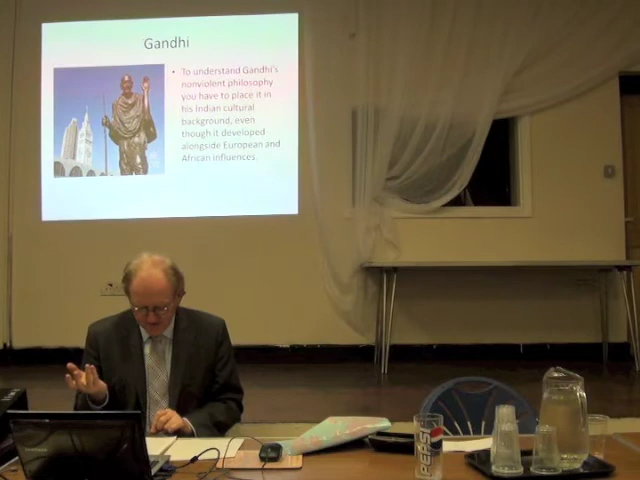 Gandhi
• To understand Gandhi's
nonviolent philosophy
you have to place it in
his Indian cultural
background, even
though it developed
alongside European and
African influences.
PEPSI